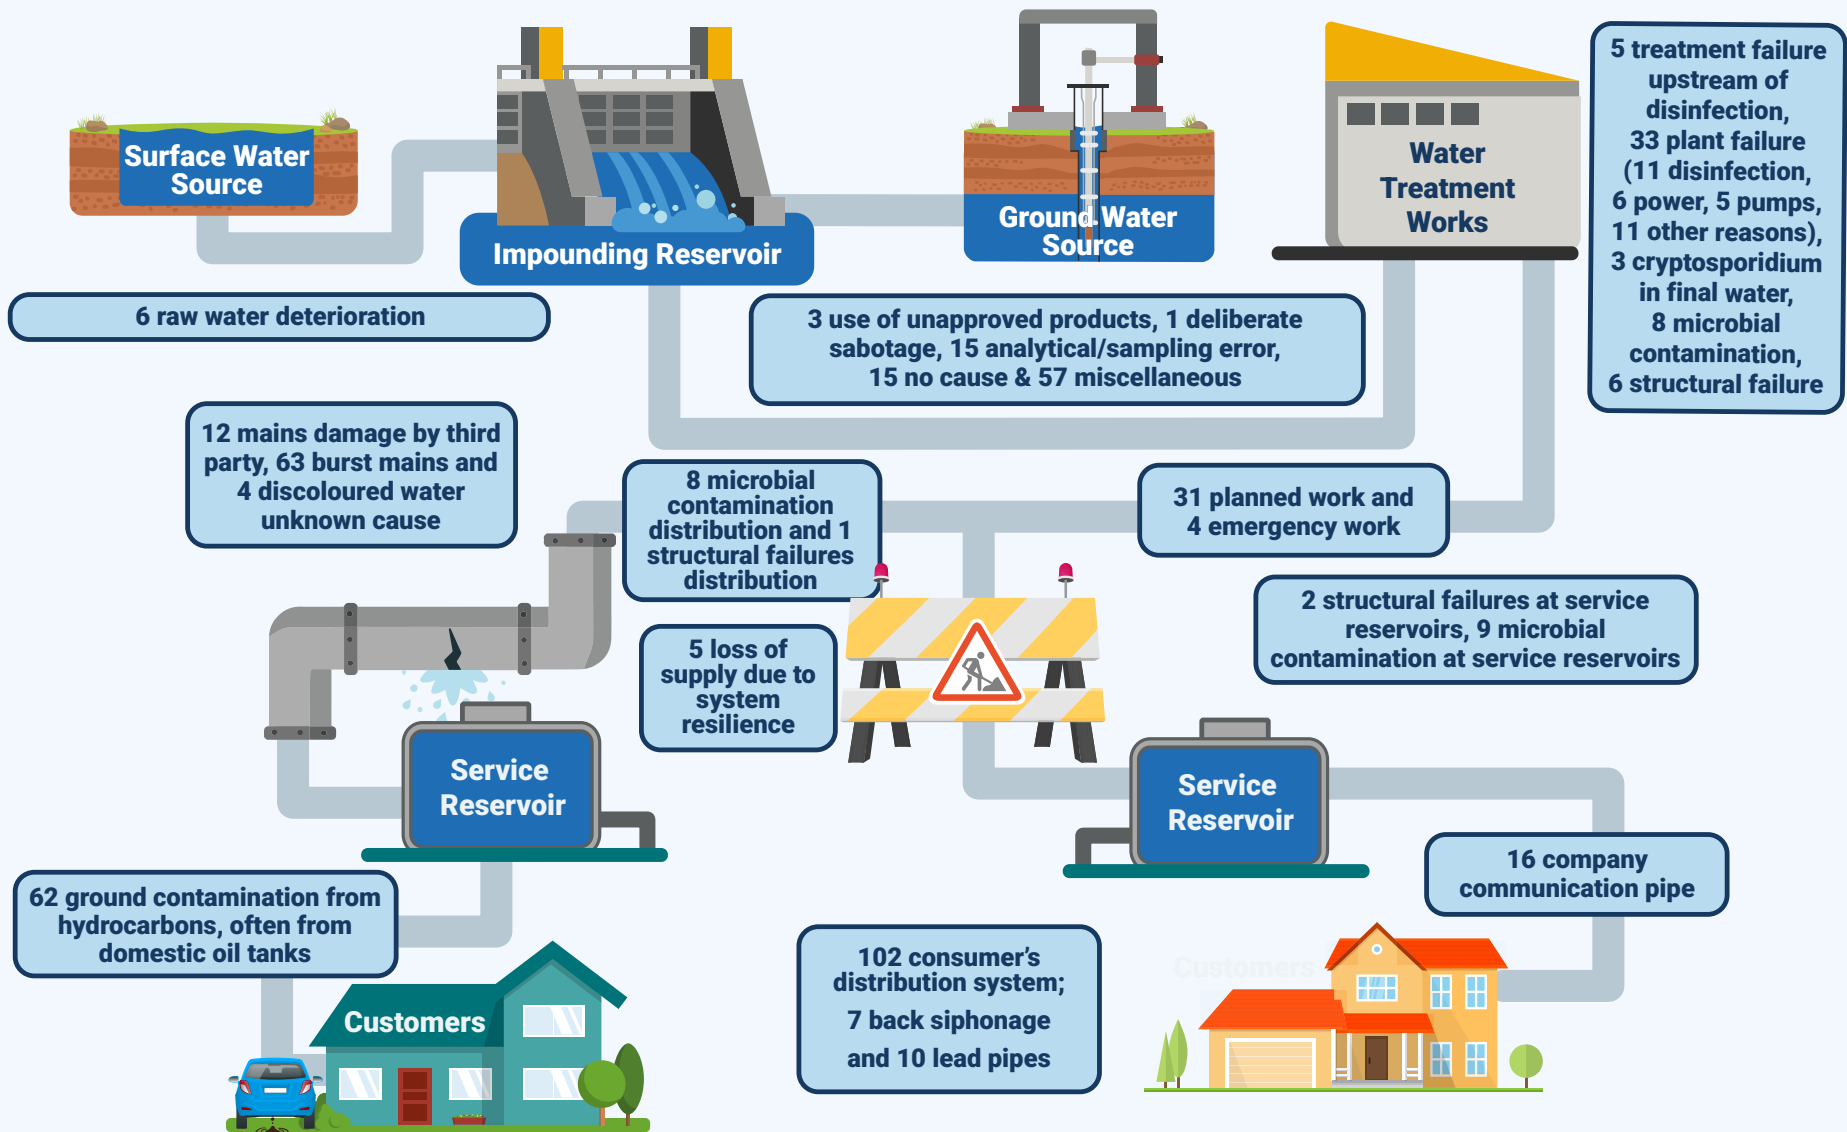 Surface Water
Source
Impounding Reservoir
Ground Water
Source
Water
Treatment
Works
5 treatment failure
upstream of
disinfection,
33 plant failure
(11 disinfection,
6 power, 5 pumps,
11 other reasons),
3 cryptosporidium
in final water,
8 microbial
contamination,
6 structural failure
6 raw water deterioration
3 use of unapproved products, 1 deliberate
sabotage, 15 analytical/sampling error,
15 no cause & 57 miscellaneous
12 mains damage by third
party, 63 burst mains and
4 discoloured water
unknown cause
8 microbial
contamination
distribution and 1
structural failures
distribution
31 planned work and
4 emergency work
2 structural failures at service
reservoirs, 9 microbial
contamination at service reservoirs
5 loss of
supply due to
system
resilience
Service
Reservoir
Service
Reservoir
16 company
communication pipe
62 ground contamination from
hydrocarbons, often from
domestic oil tanks
102 consumer’s
distribution system;
7 back siphonage
and 10 lead pipes
Customers
Customers